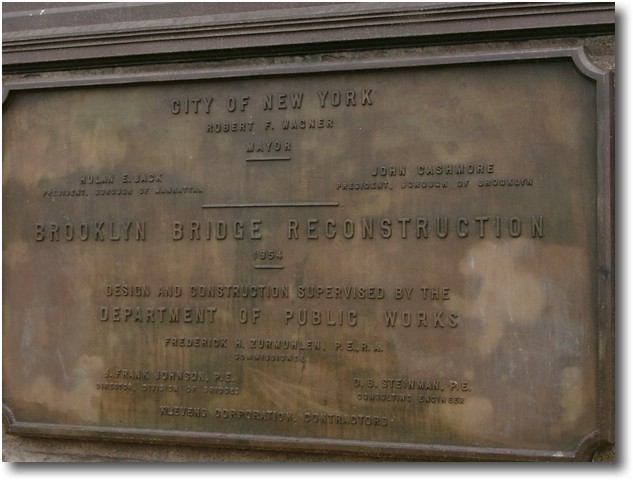 CITY OF NEW YORK
ROBERT F. WAGNER
MAYOR
HULAN E. JACK
PRESIDENT, BOROUGH OF MANHATTAN
JOHN CASHMORE
PRESIDENT, BOROUGH OF BROOKLYN
BROOKLYN BRIDGE RECONSTRUCTION
1954
DESIGN AND CONSTRUCTION SUPERVISED BY THE
DEPARTMENT OF PUBLIC WORKS
FREDERICK H. ZURMUHLEN, P.E., R.A.
COMMISSIONER
J. FRANK JOHNSON, P.E.
DIRECTOR, DIVISION OF BRIDGES
D. B. STEINMAN, P.E.
CONSULTING ENGINEER
KLEVENS CORPORATION, CONTRACTORS